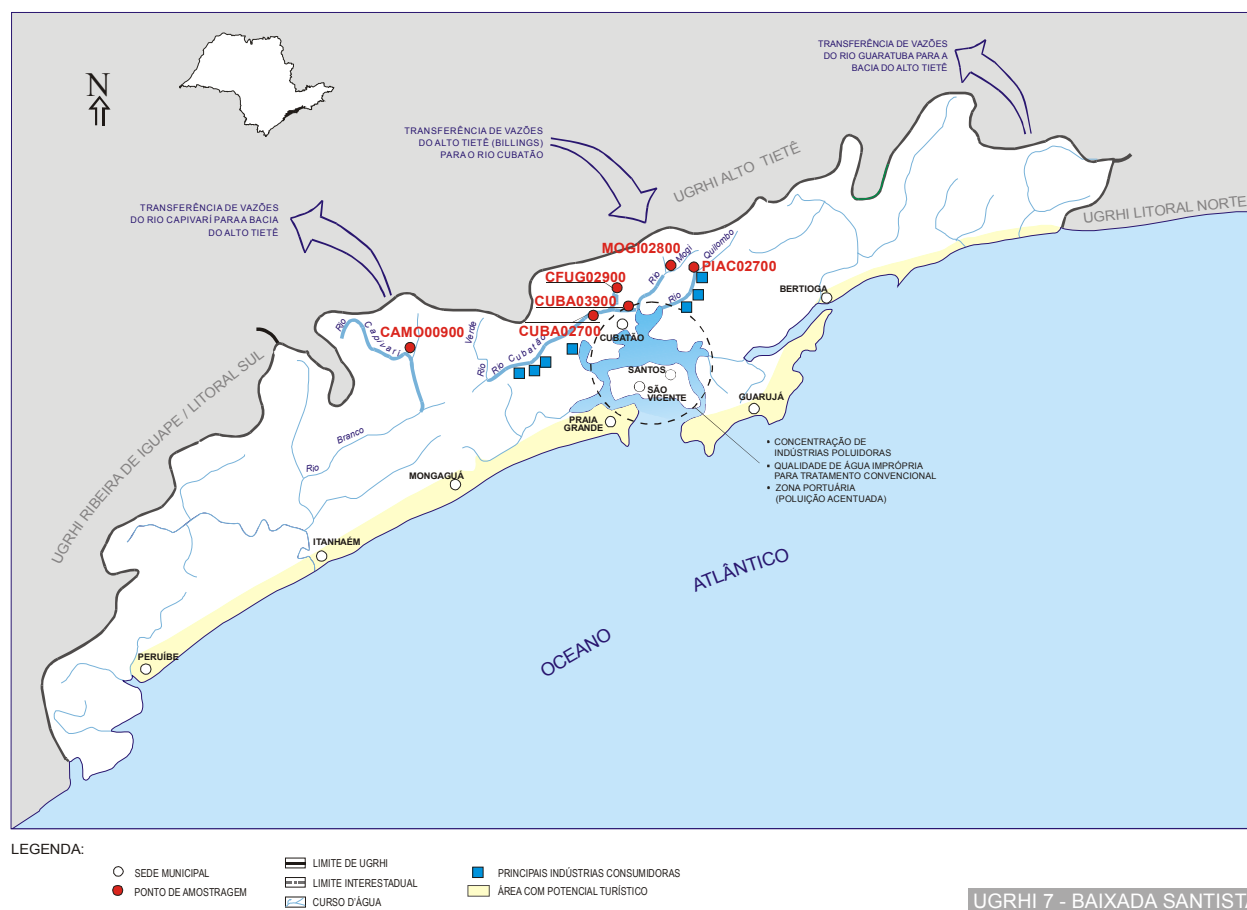 TRANSFERÊNCIA DE VAZÕES
DO RIO GUARATUBA PARA A
BACIA DO ALTO TIETÊ
N
TRANSFERÊNCIA DE VAZÕES
DO ALTO TIETÊ (BILLINGS)
PARA O RIO CUBATÃO
UGRHI ALTO TIETÊ
TRANSFERÊNCIA DE VAZÕES
DO RIO CAPIVARÍ PARA A BACIA
DO ALTO TIETÊ
UGRHI LITORAL NORTE
MOGI02800
Rio Mogi
Rio Quilombo
PIAC02700
CFUG02900
CUBA03900
CUBA02700
BERTIOGA
CUBATÃO
Rio Capivari
CAMO00900
Rio Verde
Rio Cubatão
UGRHI RIBEIRA DE IGUAPE / LITORAL SUL
SANTOS
SÃO
VICENTE
GUARUJÁ
PRAIA
GRANDE
Rio Branco
• CONCENTRAÇÃO DE
INDÚSTRIAS POLUIDORAS
• QUALIDADE DE ÁGUA IMPRÓPRIA
PARA TRATAMENTO CONVENCIONAL
• ZONA PORTUÁRIA
(POLUIÇÃO ACENTUADA)
MONGAGUÁ
ITANHAÉM
PERUÍBE
OCEANO ATLÂNTICO
LEGENDA:
SEDE MUNICIPAL
PONTO DE AMOSTRAGEM
LIMITE DE UGRHI
LIMITE INTERESTADUAL
CURSO D'ÁGUA
PRINCIPAIS INDÚSTRIAS CONSUMIDORAS
ÁREA COM POTENCIAL TURÍSTICO
UGRHI 7 - BAIXADA SANTISTA